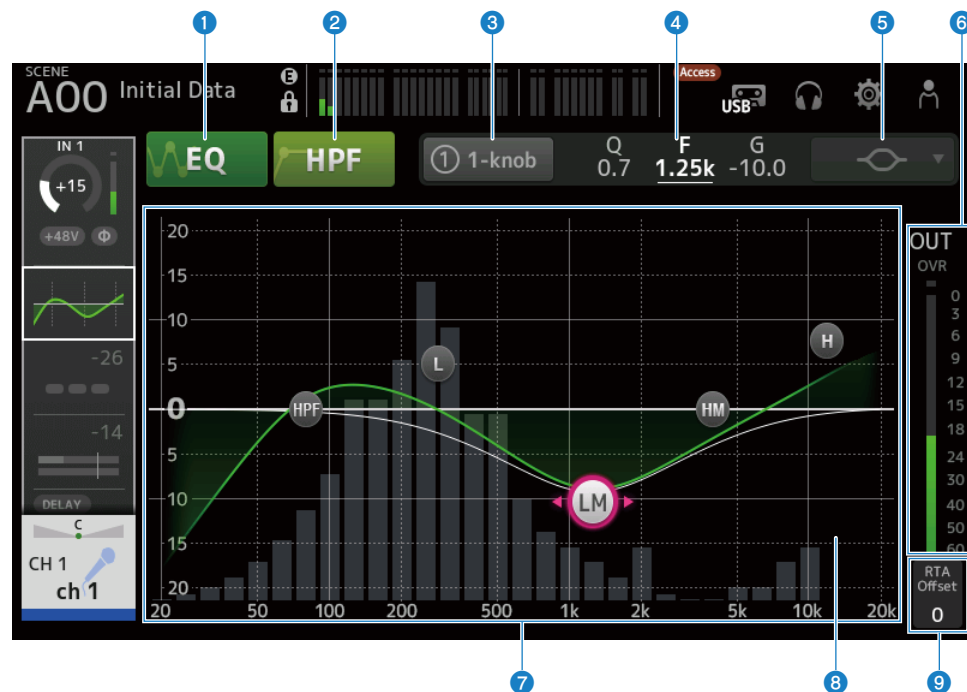 1 2 3 4 5 6
SCENE
A00 Initial Data
E
Access
USB
IN 1
+15
+48V Φ
-26
-14
DELAY
C
CH 1
ch 1
EQ
HPF
1 1-knob
Q F G
0.7 1.25k -10.0
20
15
10
5
0
5
10
15
20
HPF
L
LM
HM
H
20 50 100 200 500 1k 2k 5k 10k 20k
OUT
OVR
0
3
6
9
12
15
18
24
30
40
50
60
RTA
Offset
0
7 8 9